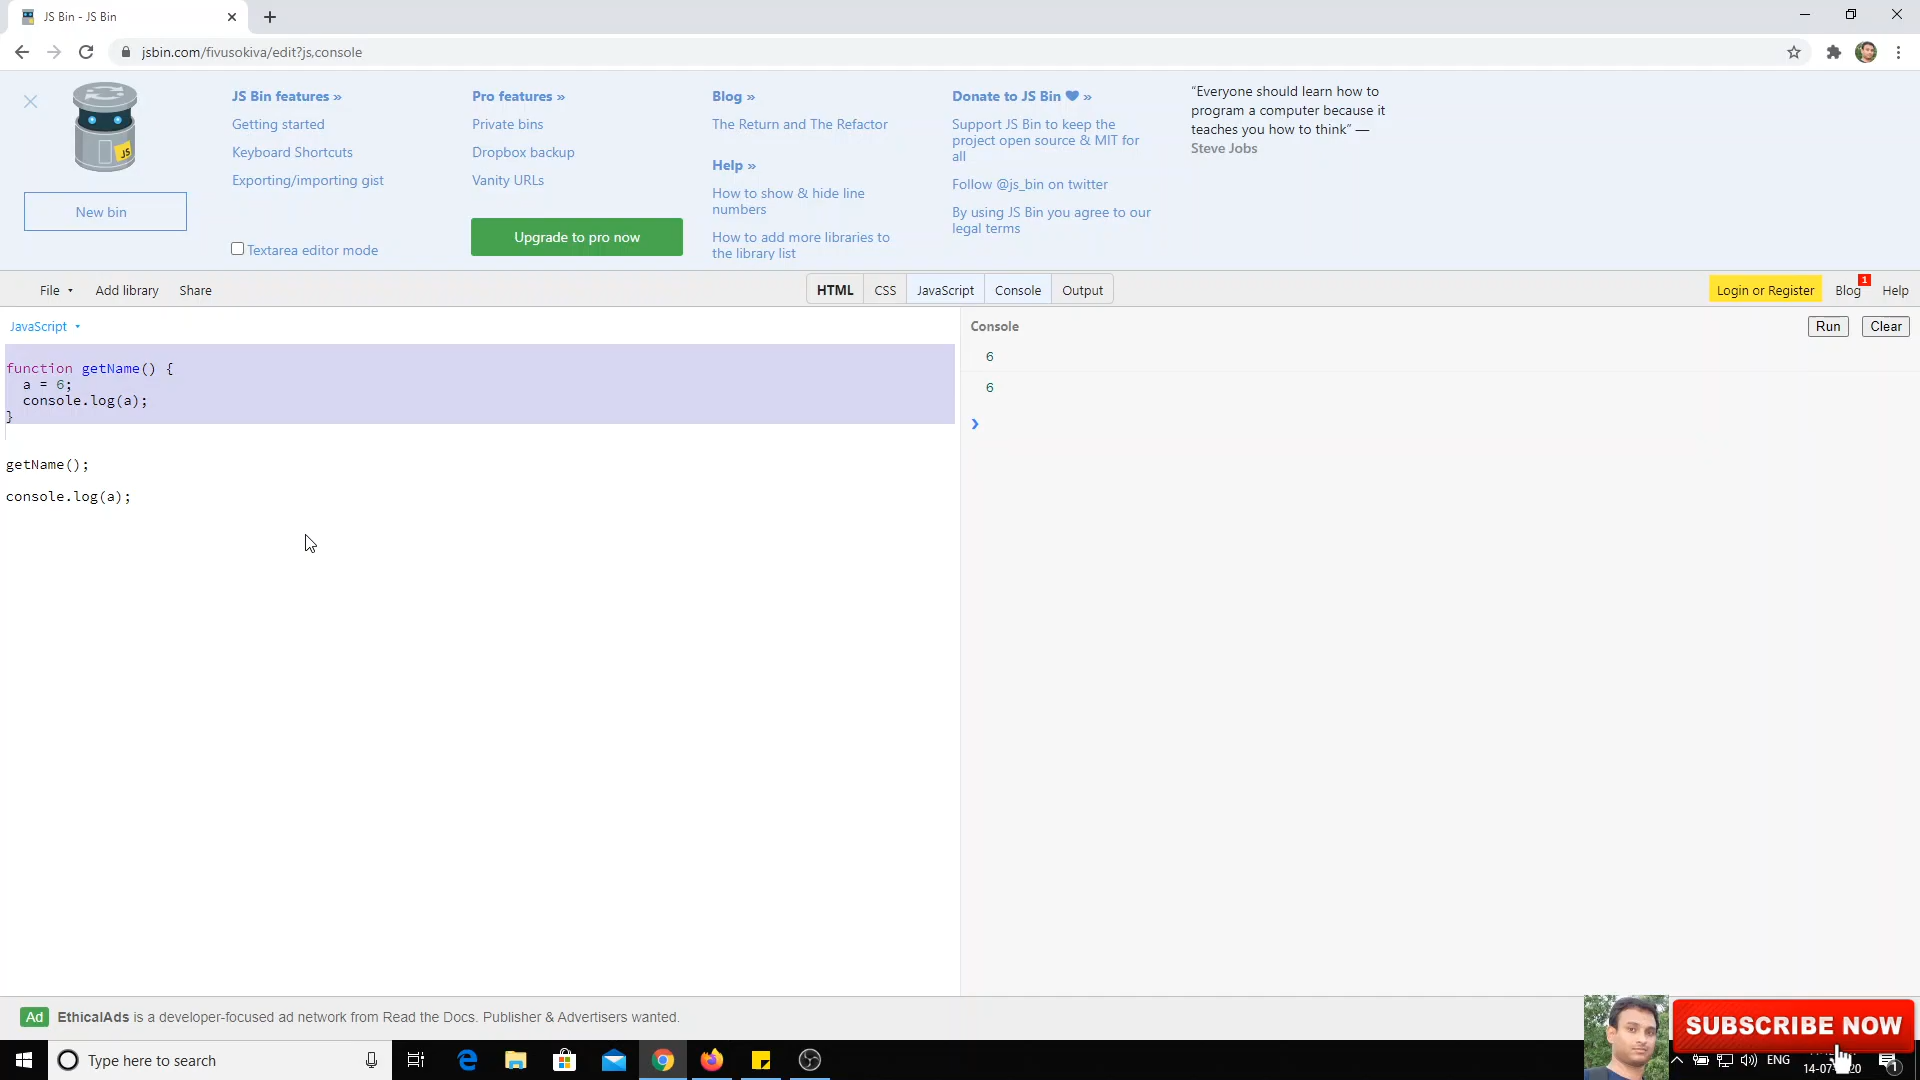 JS Bin - JS Bin
jsbin.com/fivusokiva/edit?js,console
JS
New bin
JS Bin features »
Getting started
Keyboard Shortcuts
Exporting/importing gist
Textarea editor mode
Pro features »
Private bins
Dropbox backup
Vanity URLs
Upgrade to pro now
Blog »
The Return and The Refactor
Help »
How to show & hide line
numbers
How to add more libraries to
the library list
Donate to JS Bin ❤ »
Support JS Bin to keep the
project open source & MIT for
all
Follow @js_bin on twitter
By using JS Bin you agree to our
legal terms
“Everyone should learn how to
program a computer because it
teaches you how to think” —
Steve Jobs
File
Add library
Share
HTML
CSS
JavaScript
Console
Output
Login or Register
Blog
1
Help
JavaScript
function getName() {
a = 6;
console.log(a);
}
getName();
console.log(a);
Console
Run
Clear
6
6
Ad EthicalAds is a developer-focused ad network from Read the Docs. Publisher & Advertisers wanted.
SUBSCRIBE NOW
Type here to search
ENG
1